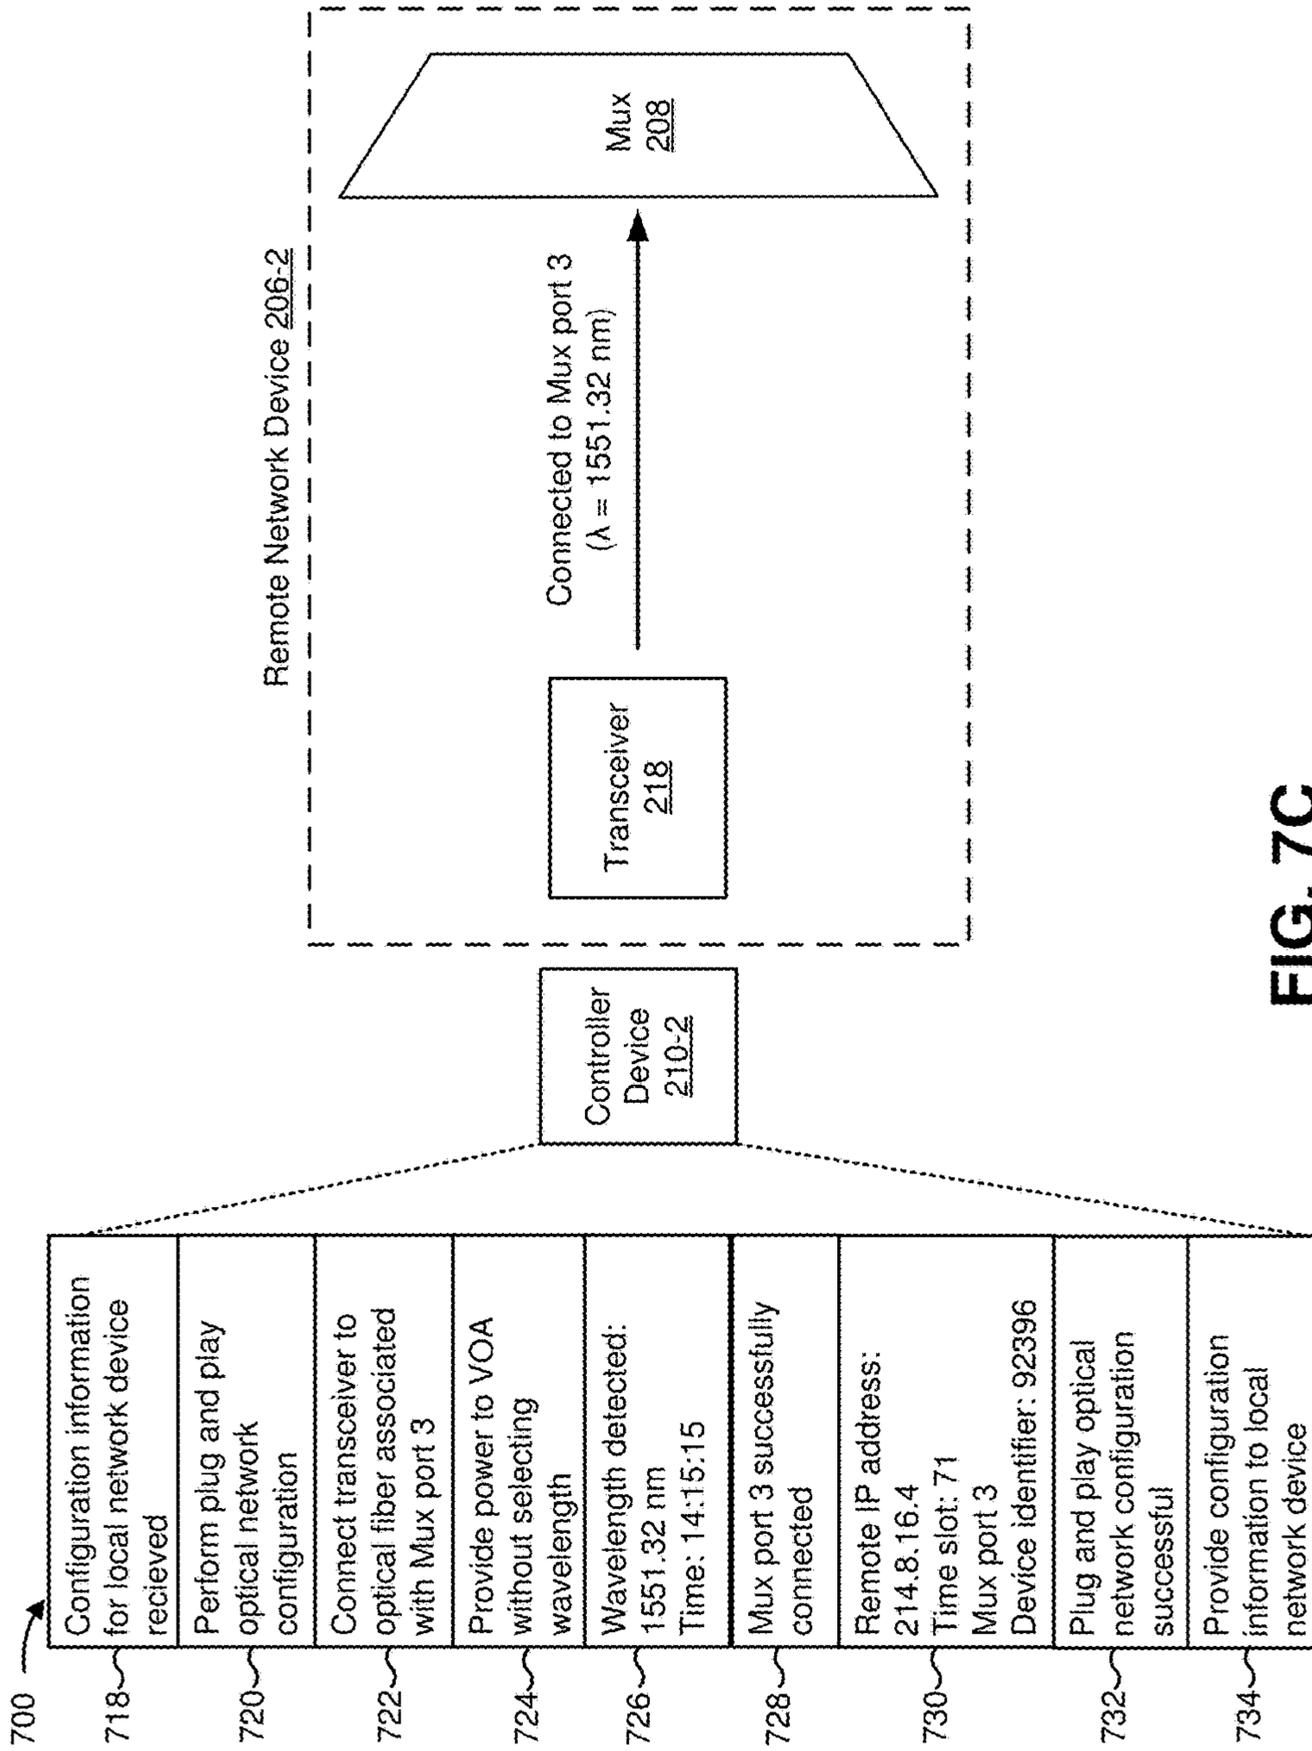 700
718
Configuration information
for local network device
recieved
720
Perform plug and play
optical network
configuration
722
Connect transceiver to
optical fiber associated
with Mux port 3
724
Provide power to VOA
without selecting
wavelength
726
Wavelength detected:
1551.32 nm
Time: 14:15:15
728
Mux port 3 successfully
connected
730
Remote IP address:
214.8.16.4
Time slot: 71
Mux port 3
Device identifier: 92396
732
Plug and play optical
network configuration
successful
734
Provide configuration
information to local
network device
Controller
Device
210-2
Remote Network Device 206-2
Transceiver
218
Connected to Mux port 3
(λ = 1551.32 nm)
Mux
208
FIG. 7C